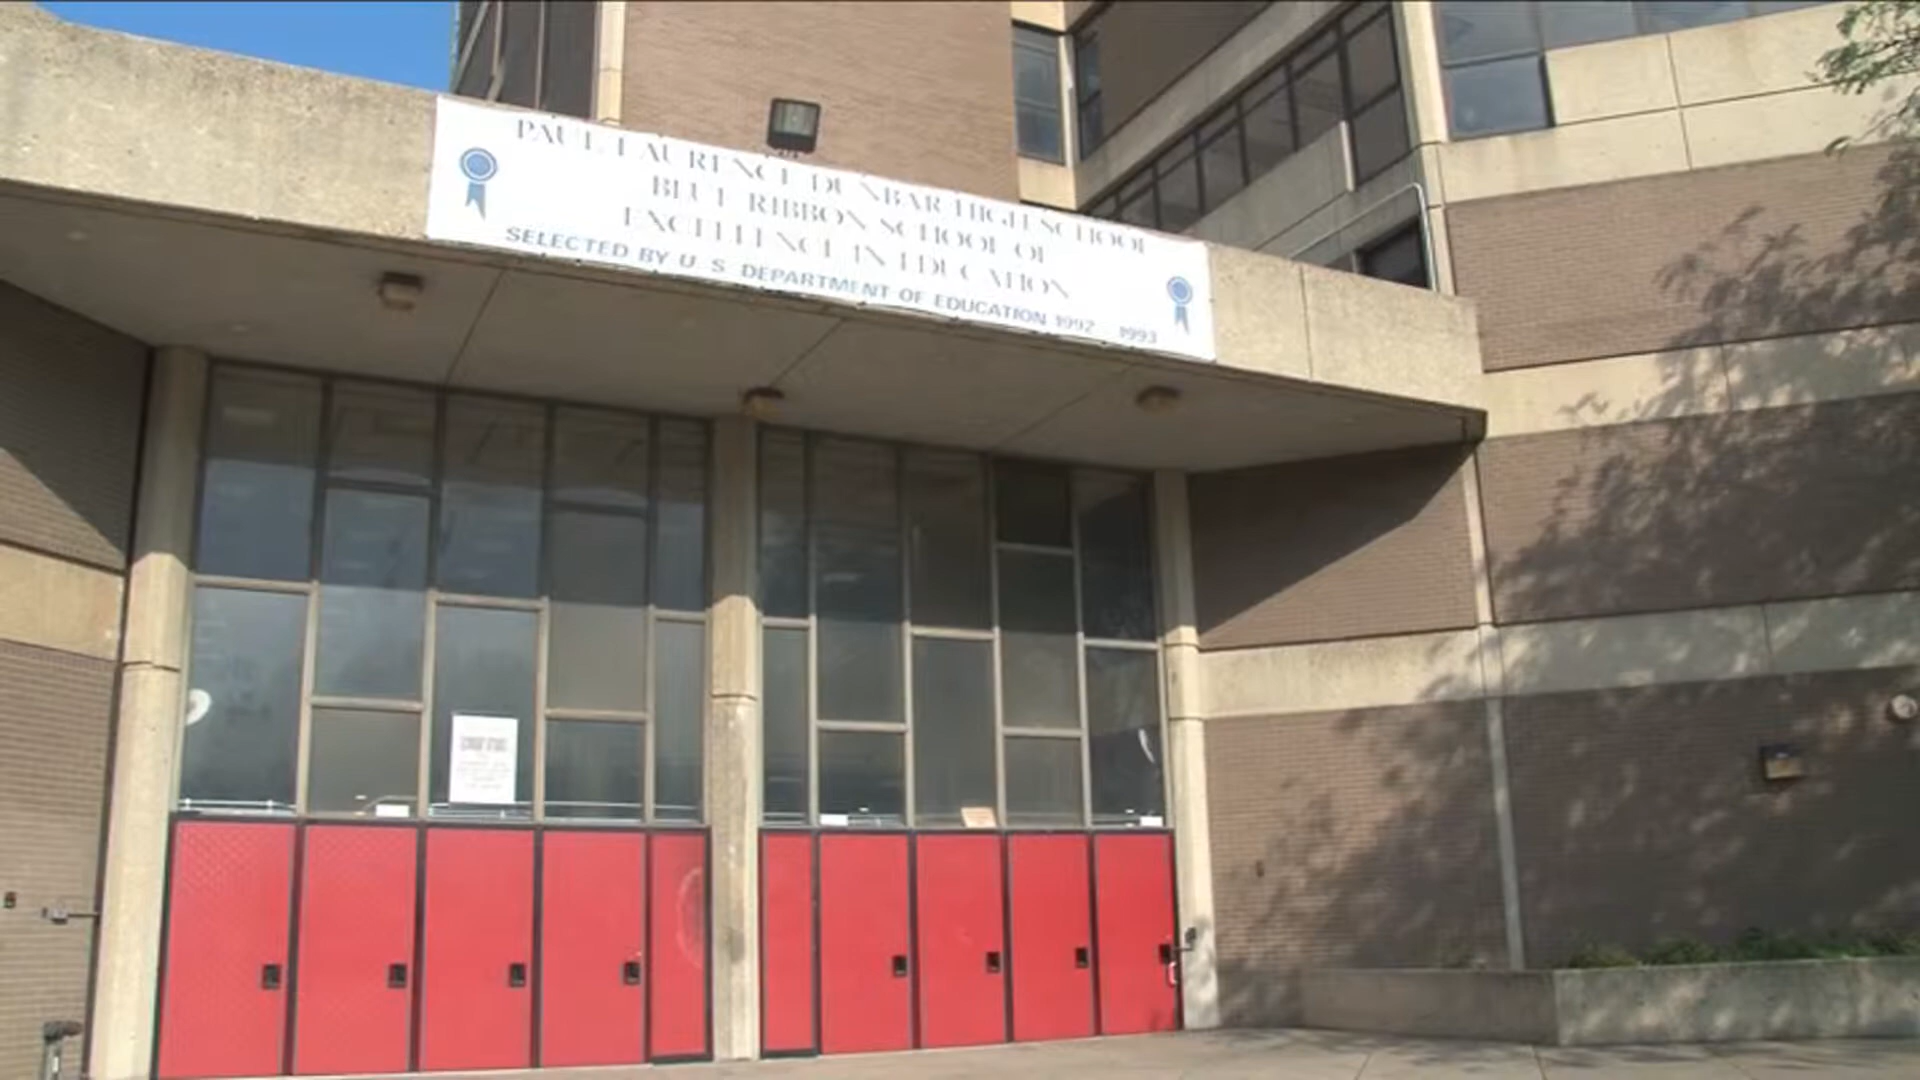 PAUL LAURENCE DUNBAR HIGH SCHOOL
BLUE RIBBON SCHOOL OF
EXCELLENCE IN EDUCATION
SELECTED BY U. S. DEPARTMENT OF EDUCATION 1992 - 1993